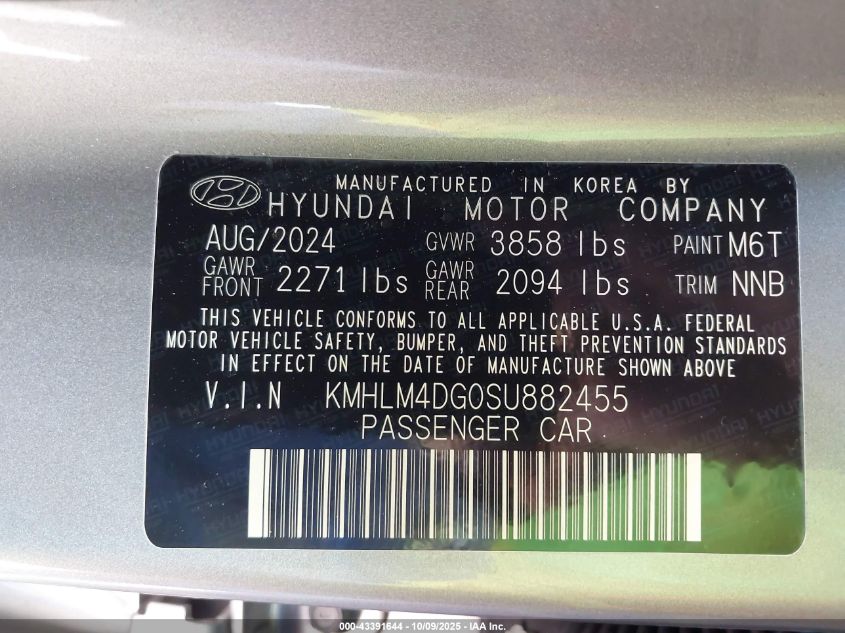 MANUFACTURED IN KOREA BY
HYUNDAI MOTOR COMPANY
AUG/2024 GVWR 3858 lbs PAINT M6T
GAWR FRONT 2271 lbs GAWR REAR 2094 lbs TRIM NNB
THIS VEHICLE CONFORMS TO ALL APPLICABLE U.S.A. FEDERAL
MOTOR VEHICLE SAFETY, BUMPER, AND THEFT PREVENTION STANDARDS
IN EFFECT ON THE DATE OF MANUFACTURE SHOWN ABOVE
V.I.N KMHLM4DG0SU882455
PASSENGER CAR
000-43391644 - 10/09/2025 - IAA Inc.